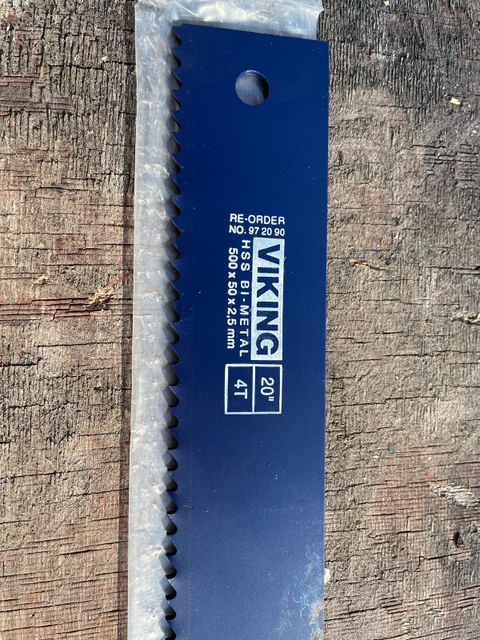 RE-ORDER
NO. 97 20 90
VIKING
HSS BI-METAL
500 x 50 x 2,5 mm
20"
4T